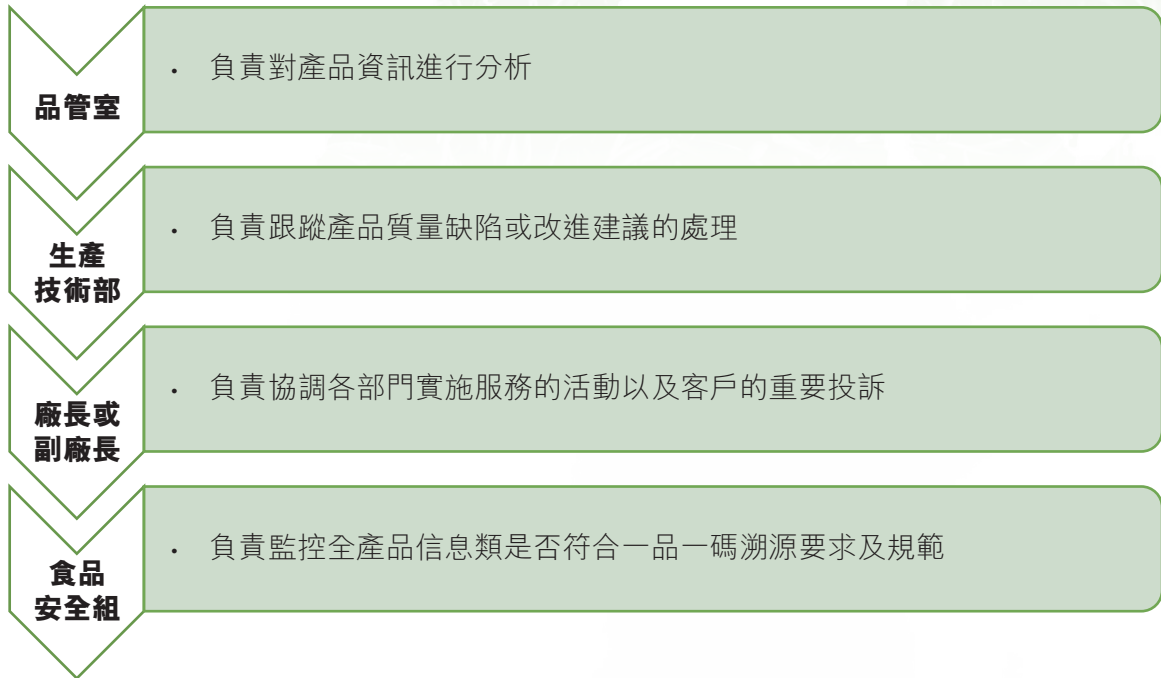 品管室
• 負責對產品資訊進行分析
生產
技術部
• 負責跟蹤產品質量缺陷或改進建議的處理
廠長或
副廠長
• 負責協調各部門實施服務的活動以及客戶的重要投訴
食品
安全組
• 負責監控全產品信息類是否符合一品一碼溯源要求及規範